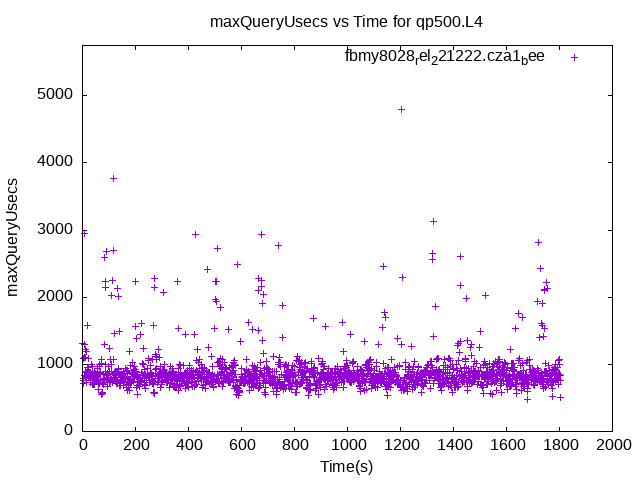 maxQueryUsecs vs Time for qp500.L4
fbmy8028rel221222.cza1bee
5000
4000
3000
2000
1000
0
maxQueryUsecs
0 200 400 600 800 1000 1200 1400 1600 1800 2000
Time(s)